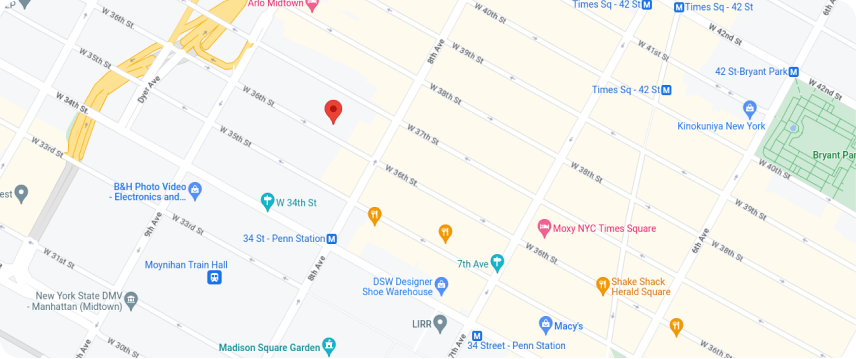 Arlo Midtown
W 36th St
W 40th St
Times Sq - 42 St
Times Sq - 42 St
6th A
8th Ave
W 39th St
W 41st St
W 42nd St
W 35th St
42 St-Bryant Park
W 42nd St
Dyer Ave
W 34th St.
W 36th St
W 38th St
Times Sq - 42 St
Kinokuniya New York
W 33rd St
W 35th St
W 37th St
Bryant Par
W 40th St
W 38th St
W 36th St
B&H Photo Video
- Electronics and...
est
W 34th St
W 39th St
W 33rd St
9th Ave
34 St - Penn Station
Moxy NYC Times Square
6th Ave
W 38th St
W 31st St
W 36th St
Moynihan Train Hall
8th Ave
7th Ave
DSW Designer
Shoe Warehouse
Shake Shack
Herald Square
New York State DMV
- Manhattan (Midtown)
LIRR
Macy's
Madison Square Garden
34 Street - Penn Station
7th Ave
W 30th St
th Ave
W 36th St